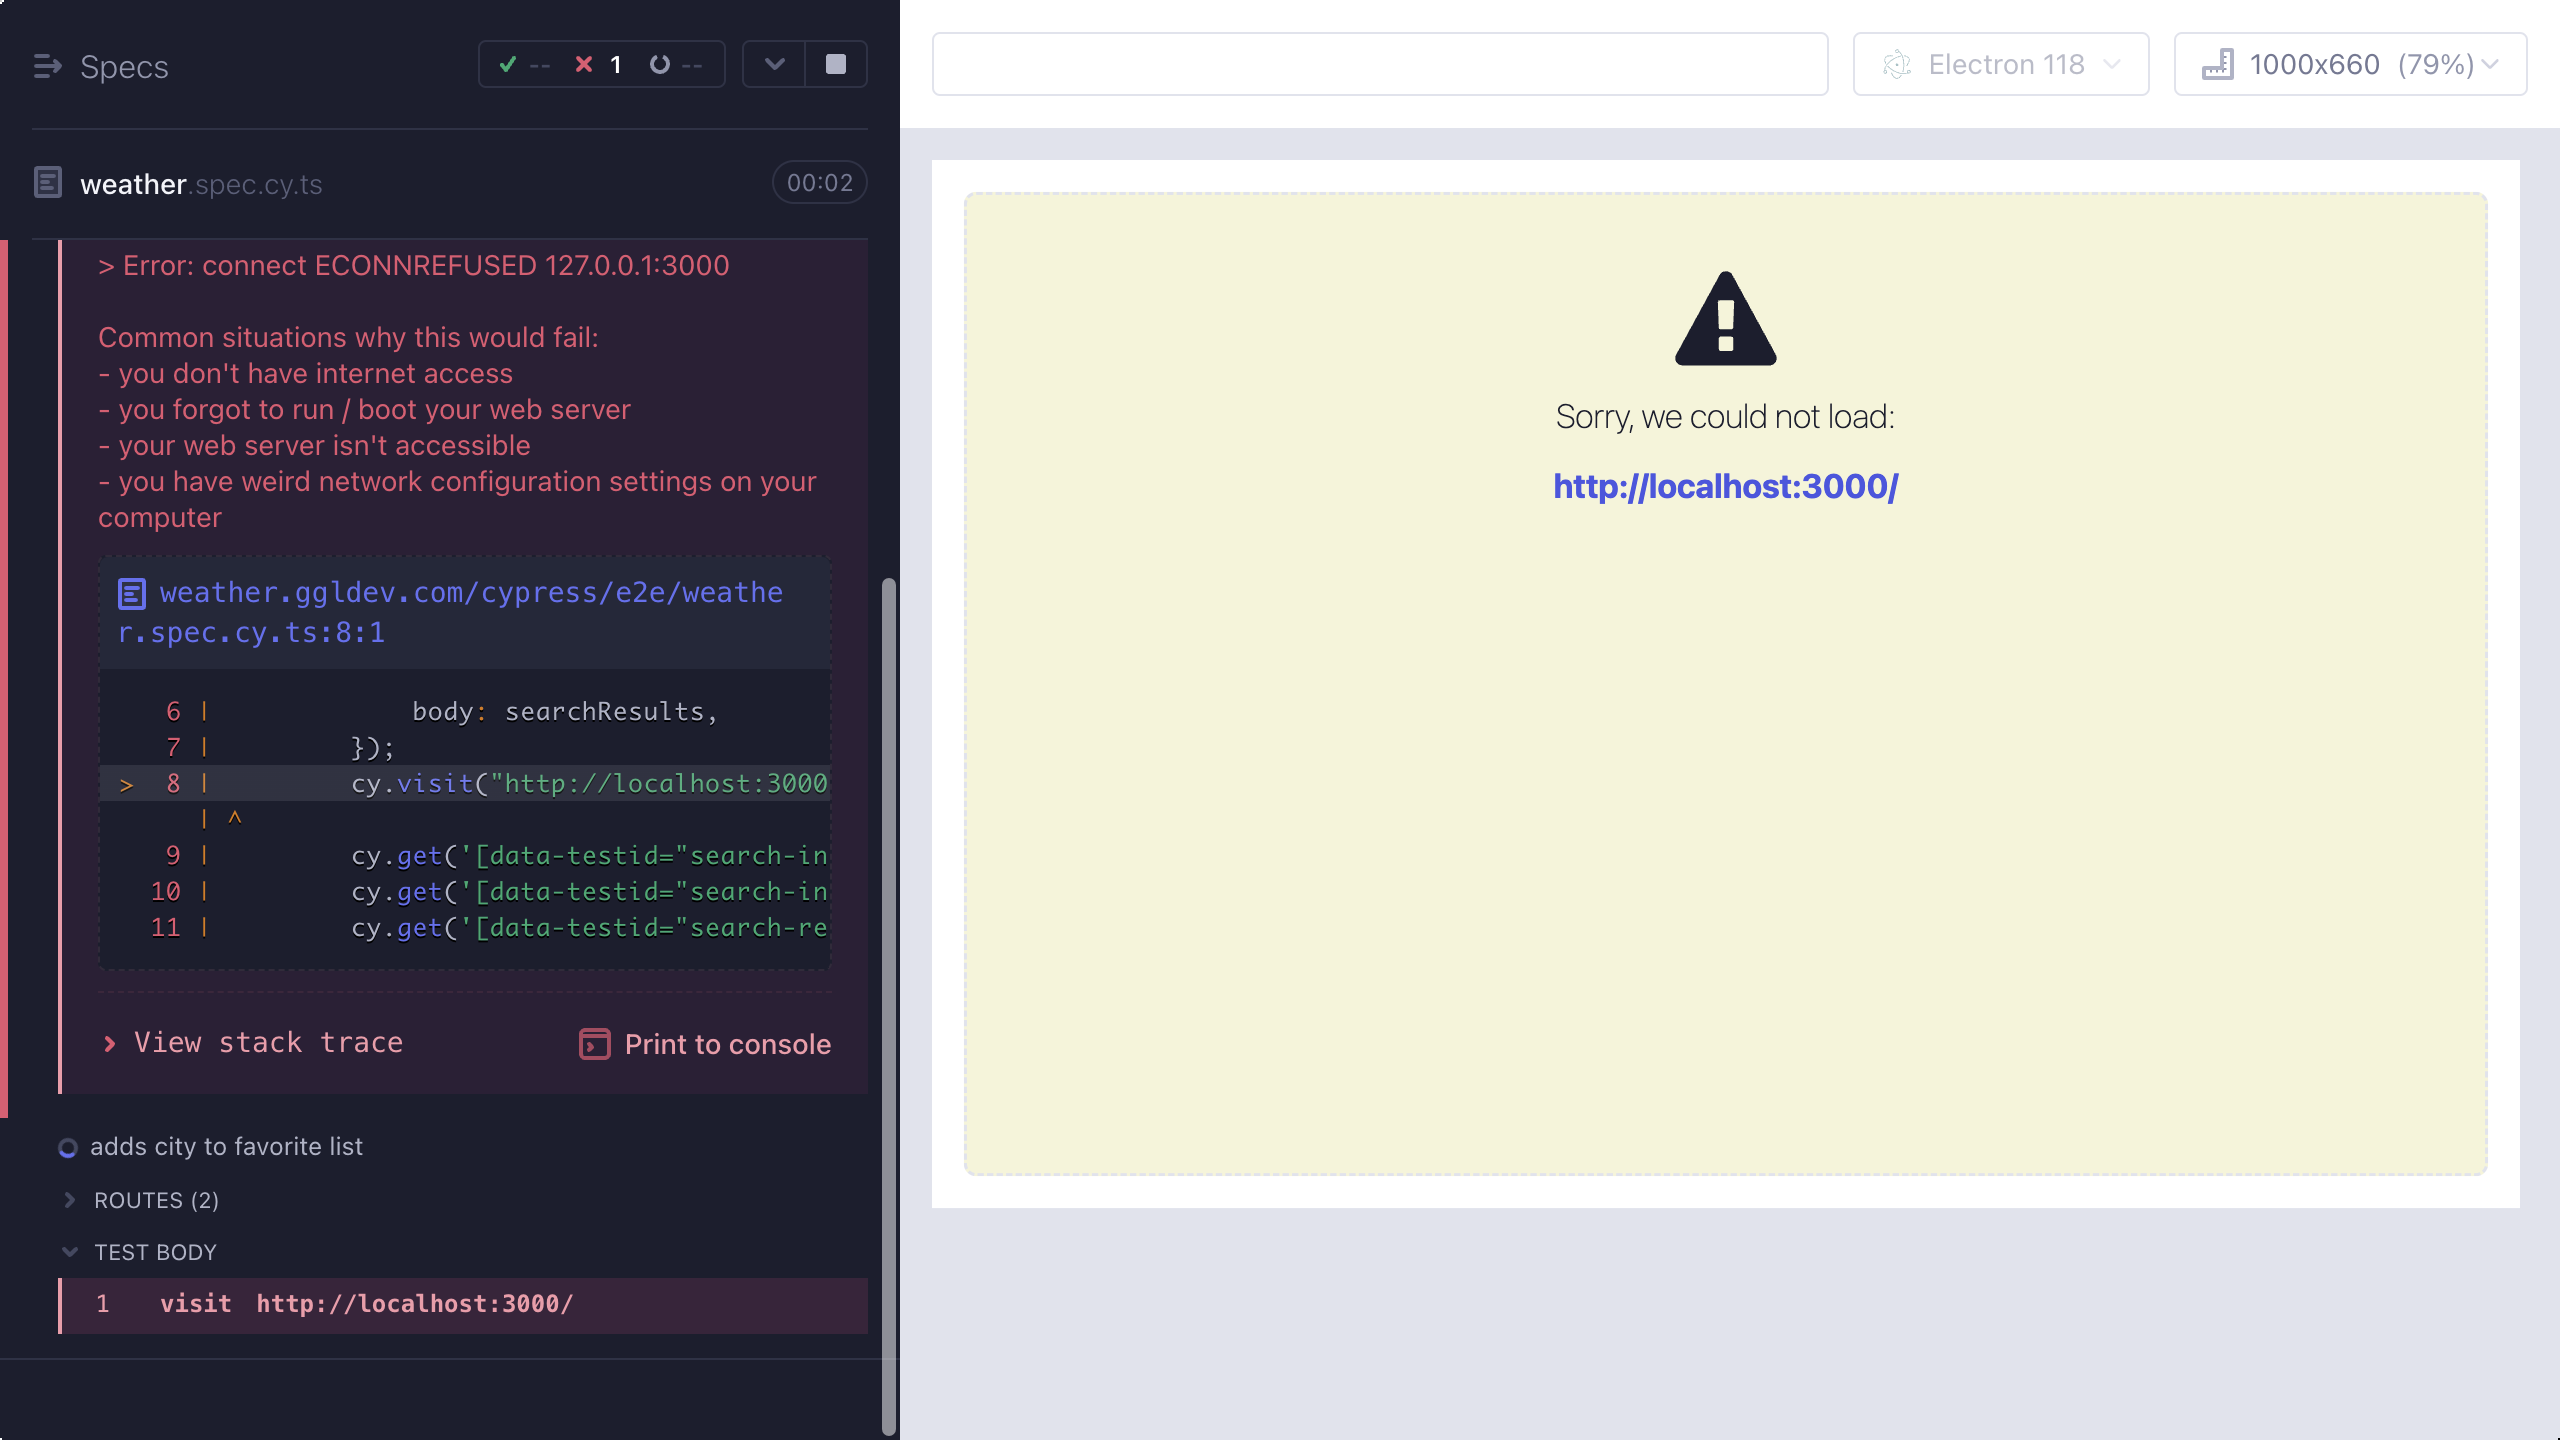 Specs
-- 1 --
weather.spec.cy.ts
00:02
> Error: connect ECONNREFUSED 127.0.0.1:3000
Common situations why this would fail:
- you don't have internet access
- you forgot to run / boot your web server
- your web server isn't accessible
- you have weird network configuration settings on your
computer
weather.ggldev.com/cypress/e2e/weathe
r.spec.cy.ts:8:1
6 | body: searchResults,
7 | });
> 8 | cy.visit("http://localhost:3000
| ^
9 | cy.get('[data-testid="search-in
10 | cy.get('[data-testid="search-in
11 | cy.get('[data-testid="search-re
View stack trace
Print to console
adds city to favorite list
ROUTES (2)
TEST BODY
1 visit http://localhost:3000/
Electron 118
1000x660 (79%)
Sorry, we could not load:
http://localhost:3000/